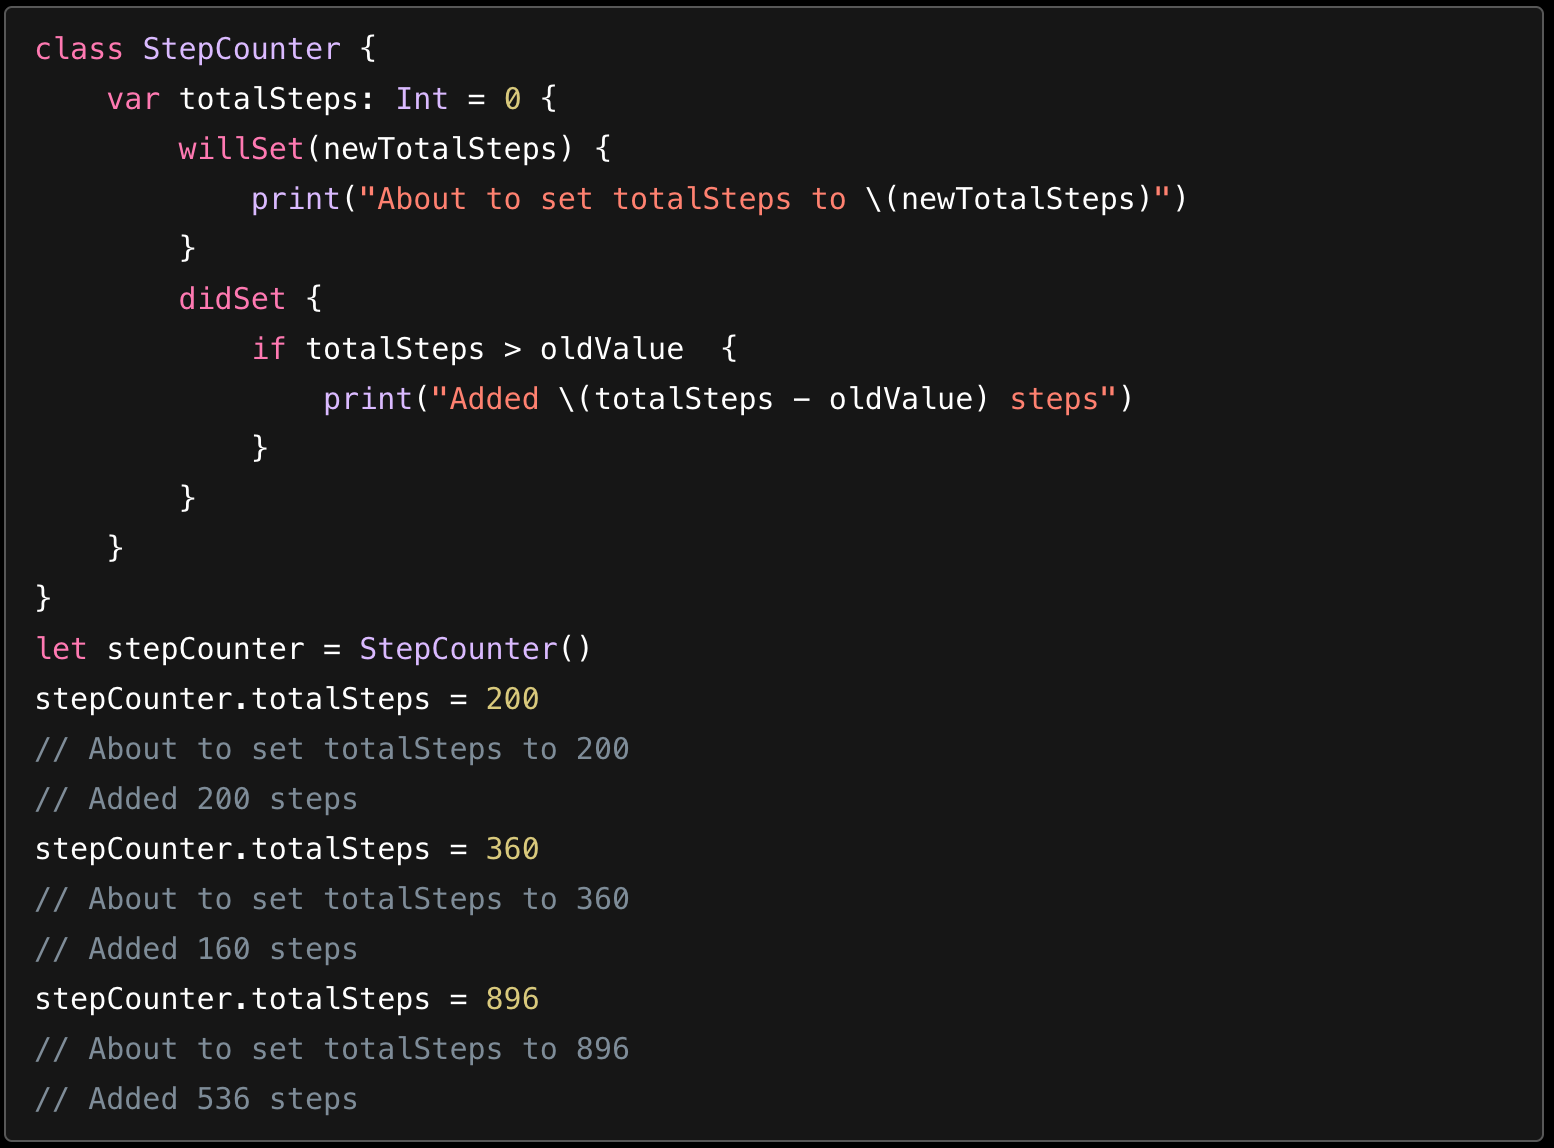 class StepCounter {
    var totalSteps: Int = 0 {
        willSet(newTotalSteps) {
            print("About to set totalSteps to \(newTotalSteps)")
        }
        didSet {
            if totalSteps > oldValue  {
                print("Added \(totalSteps - oldValue) steps")
            }
        }
    }
}
let stepCounter = StepCounter()
stepCounter.totalSteps = 200
// About to set totalSteps to 200
// Added 200 steps
stepCounter.totalSteps = 360
// About to set totalSteps to 360
// Added 160 steps
stepCounter.totalSteps = 896
// About to set totalSteps to 896
// Added 536 steps